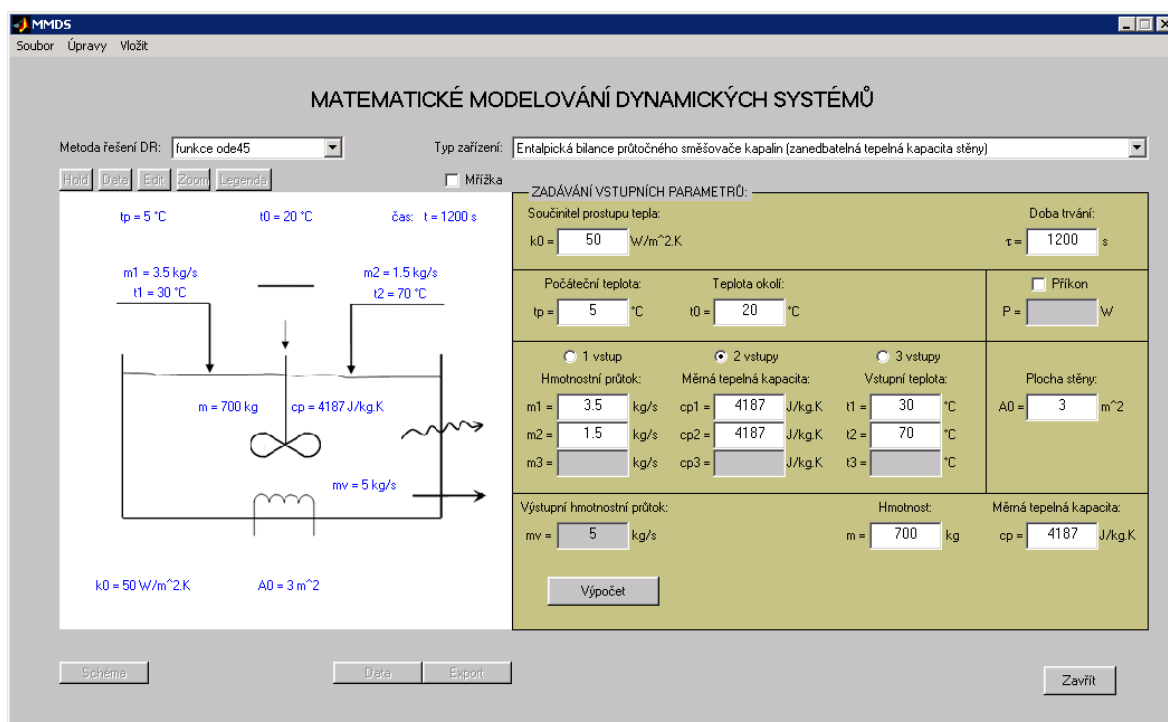 MMDS
Soubor Úpravy Vložit
MATEMATICKÉ MODELOVÁNÍ DYNAMICKÝCH SYSTÉMŮ
Metoda řešení DR: funkce ode45 Typ zařízení: Entalpická bilance průtočného směšovače kapalin (zanedbatelná tepelná kapacita stěny)
Hold Data Edit Zoom Legenda Mřížka
tp = 5 °C t0 = 20 °C čas: t = 1200 s
m1 = 3.5 kg/s m2 = 1.5 kg/s
t1 = 30 °C t2 = 70 °C
m = 700 kg cp = 4187 J/kg.K
mv = 5 kg/s
k0 = 50 W/m^2.K A0 = 3 m^2
ZADÁVÁNÍ VSTUPNÍCH PARAMETRŮ:
Součinitel prostupu tepla: Doba trvání:
k0 = 50 W/m^2.K τ = 1200 s
Počáteční teplota: Teplota okolí: Příkon
tp = 5 °C t0 = 20 °C P = W
1 vstup 2 vstupy 3 vstupy
Hmotnostní průtok: Měrná tepelná kapacita: Vstupní teplota: Plocha stěny:
m1 = 3.5 kg/s cp1 = 4187 J/kg.K t1 = 30 °C A0 = 3 m^2
m2 = 1.5 kg/s cp2 = 4187 J/kg.K t2 = 70 °C
m3 = kg/s cp3 = J/kg.K t3 = °C
Výstupní hmotnostní průtok: Hmotnost: Měrná tepelná kapacita:
mv = 5 kg/s m = 700 kg cp = 4187 J/kg.K
Výpočet
Schéma Data Export Zavřít